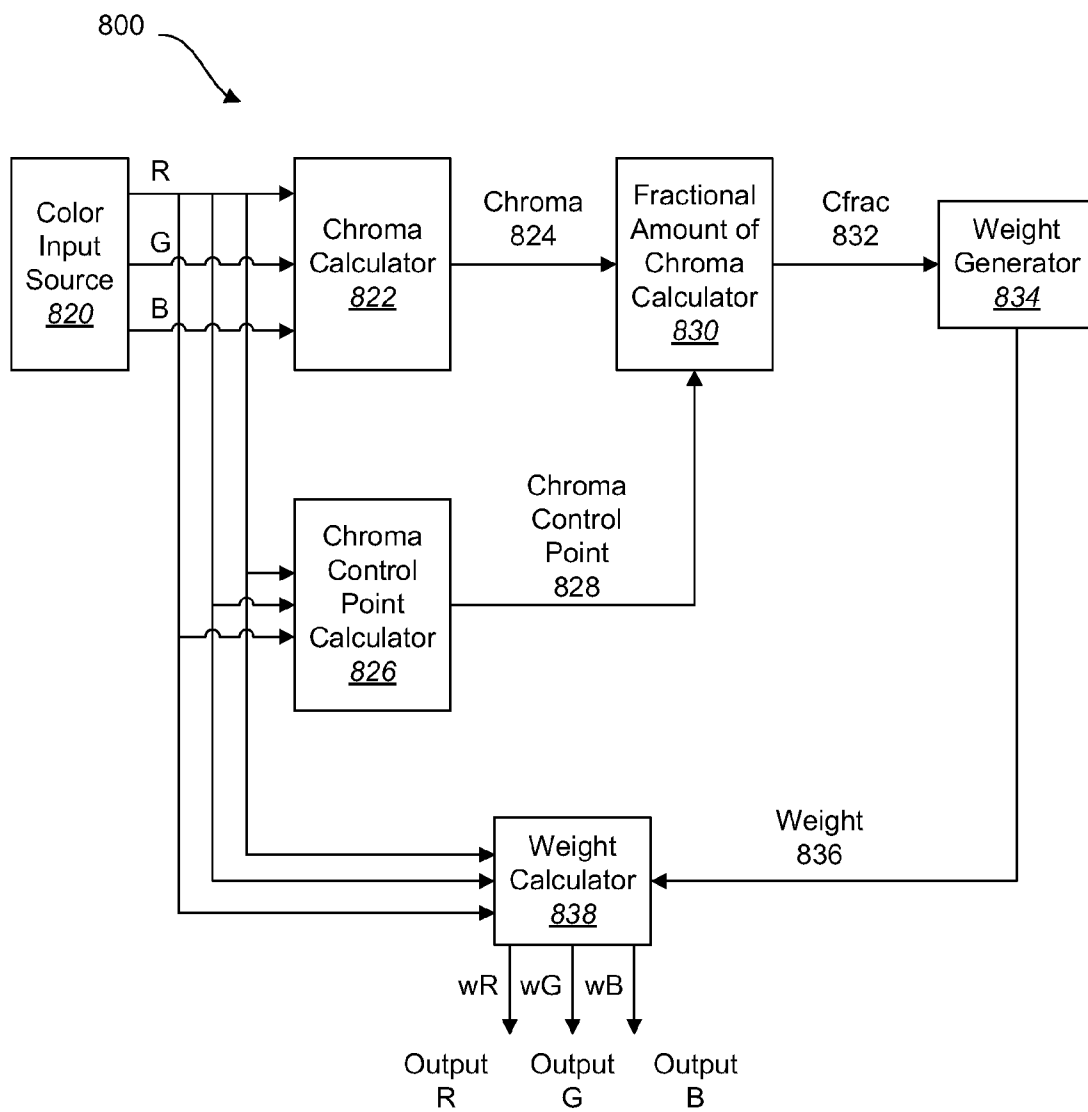 800
R
G
B
Color
Input
Source
820
Chroma
Calculator
822
Chroma
824
Fractional
Amount of
Chroma
Calculator
830
Cfrac
832
Weight
Generator
834
Chroma
Control
Point
Calculator
826
Chroma
Control
Point
828
Weight
Calculator
838
Weight
836
wR
wG
wB
Output
R
Output
G
Output
B